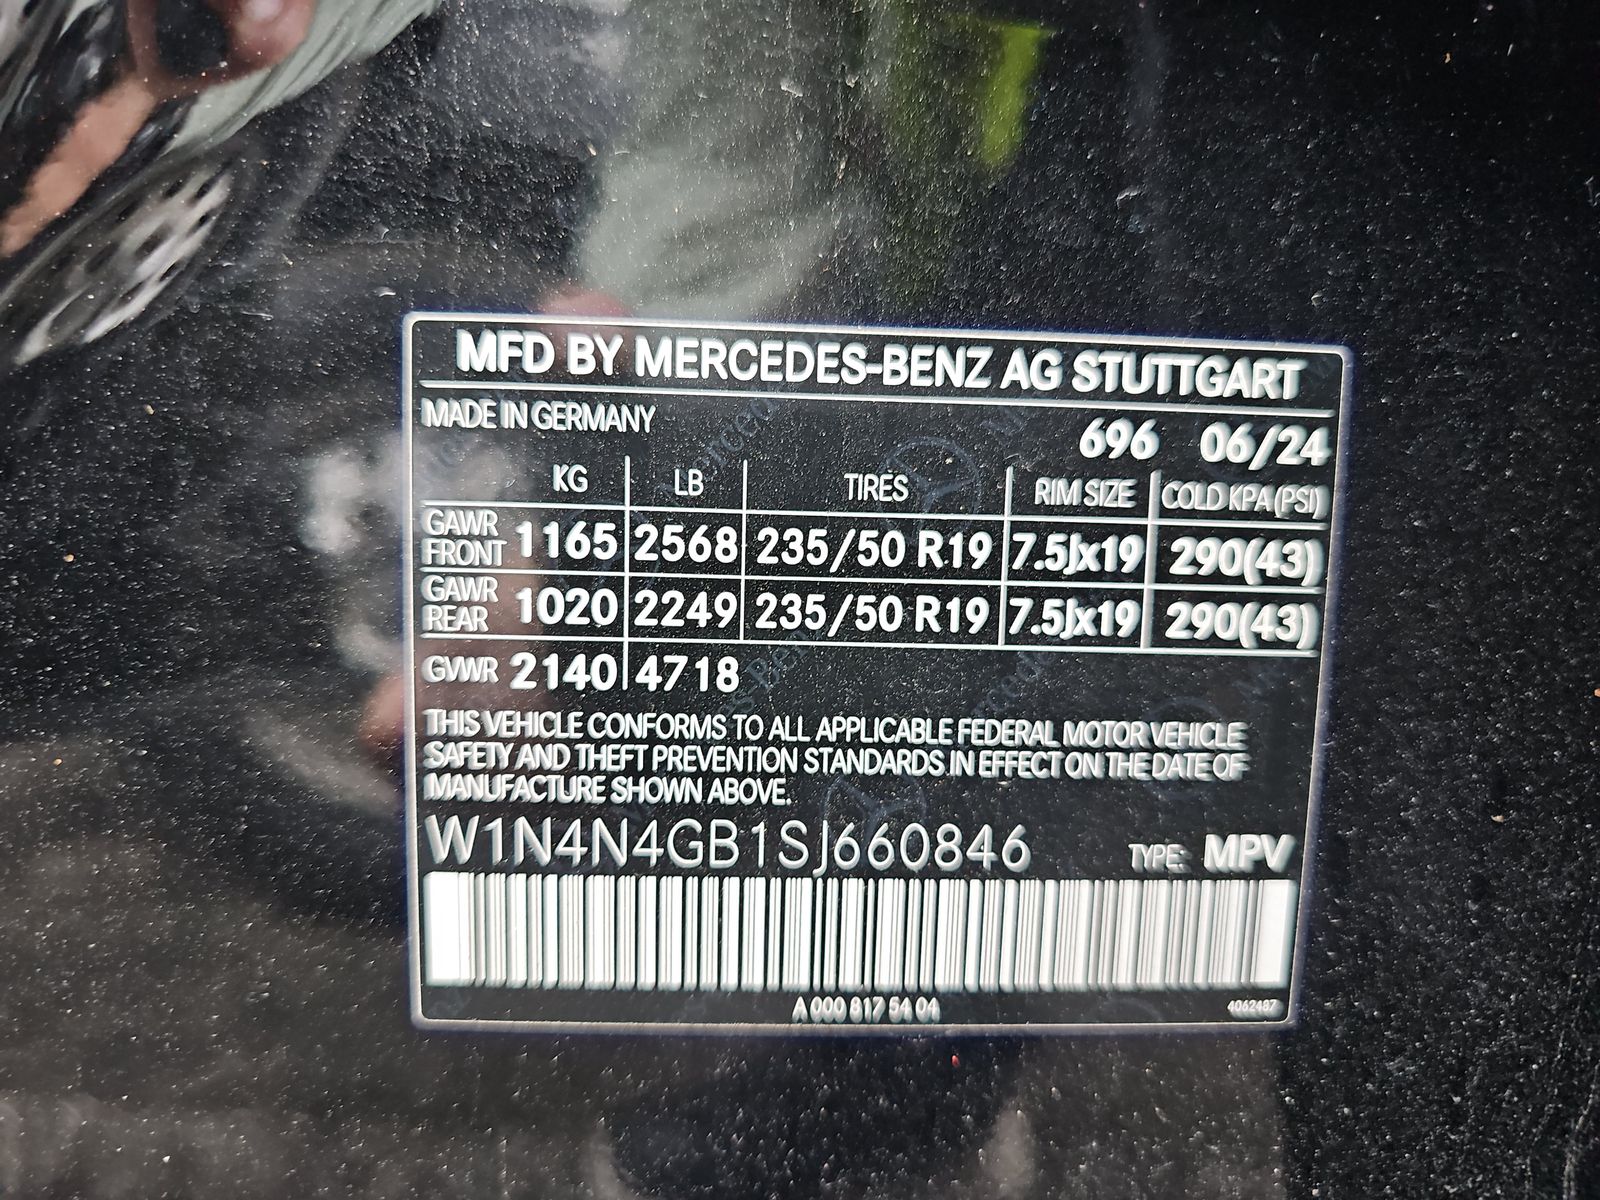 MFD BY MERCEDES-BENZ AG STUTTGART
MADE IN GERMANY
696 06/24
KG LB TIRES RIM SIZE COLD KPA (PSI)
GAWR FRONT 1165 2568 235/50 R19 7.5Jx19 290(43)
GAWR REAR 1020 2249 235/50 R19 7.5Jx19 290(43)
GVWR 2140 4718
THIS VEHICLE CONFORMS TO ALL APPLICABLE FEDERAL MOTOR VEHICLE
SAFETY AND THEFT PREVENTION STANDARDS IN EFFECT ON THE DATE OF
MANUFACTURE SHOWN ABOVE.
W1N4N4GB1SJ660846 TYPE: MPV
A 000 817 54 04 4062487